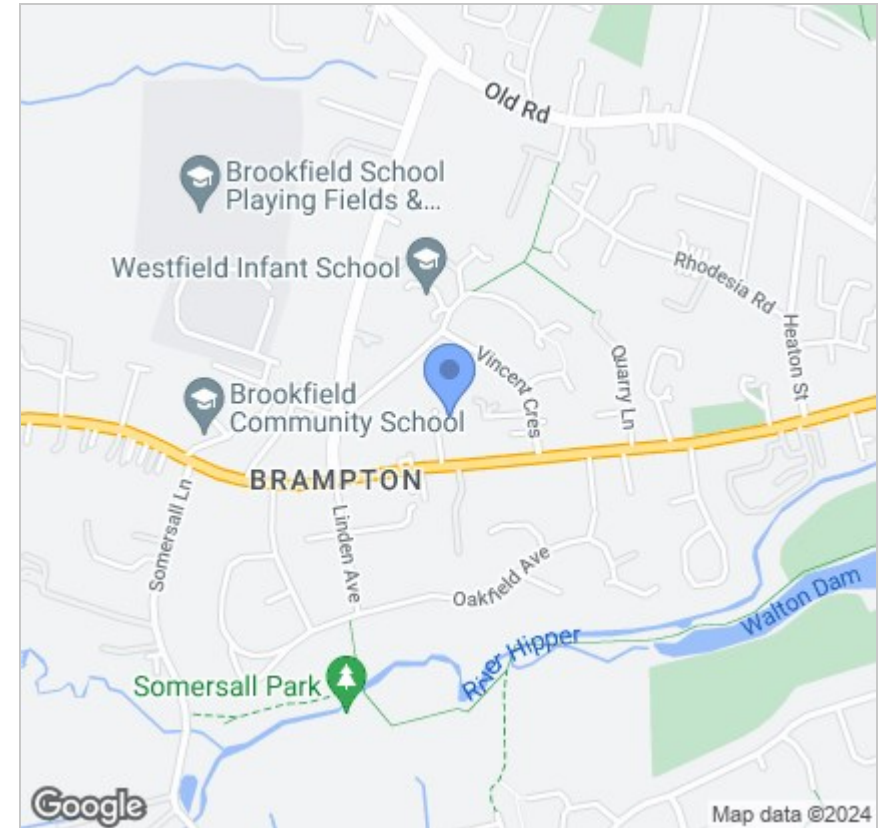 Old Rd
Brookfield School
Playing Fields &...
Westfield Infant School
Rhodesia Rd
Heaton St
Vincent Cres
Quarry Ln
Brookfield
Community School
BRAMPTON
Somersall Ln
Linden Ave
Oakfield Ave
Walton Dam
River Hipper
Somersall Park
Google
Map data ©2024